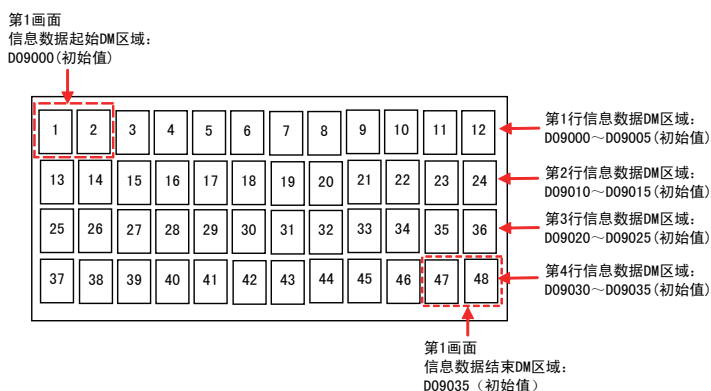 第1画面
信息数据起始DM区域：
D09000(初始值)
1 2 3 4 5 6 7 8 9 10 11 12
第1行信息数据DM区域：
D09000～D09005(初始值)
13 14 15 16 17 18 19 20 21 22 23 24
第2行信息数据DM区域：
D09010～D09015(初始值)
25 26 27 28 29 30 31 32 33 34 35 36
第3行信息数据DM区域：
D09020～D09025(初始值)
37 38 39 40 41 42 43 44 45 46 47 48
第4行信息数据DM区域：
D09030～D09035(初始值)
第1画面
信息数据结束DM区域：
D09035（初始值）